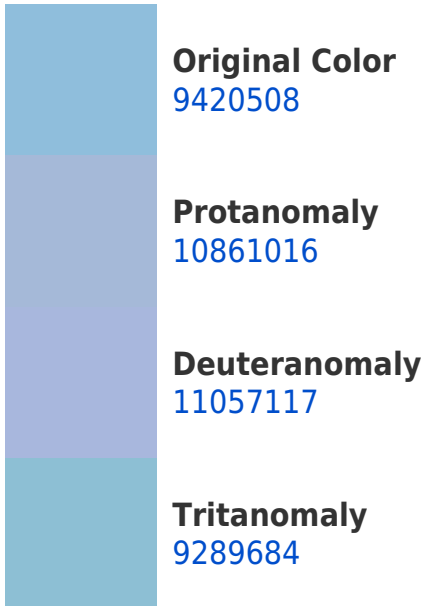 Original Color
9420508
Protanomaly
10861016
Deuteranomaly
11057117
Tritanomaly
9289684